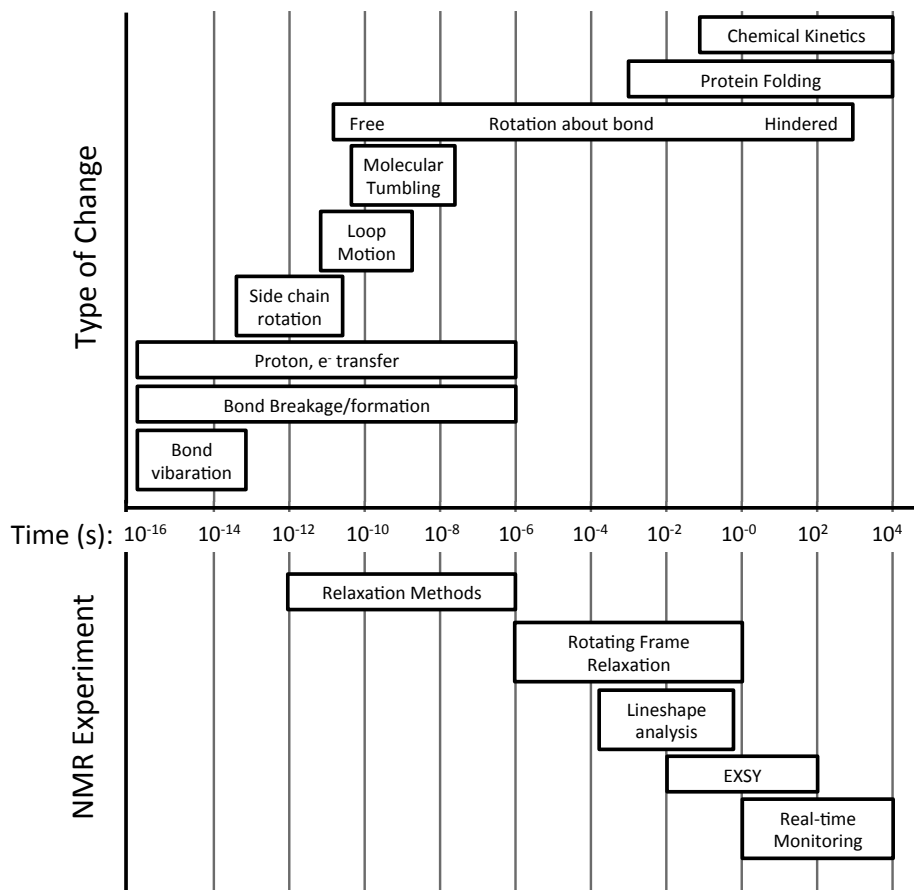 Chemical Kinetics
Protein Folding
Free Rotation about bond Hindered
Molecular
Tumbling
Loop
Motion
Side chain
rotation
Proton, e⁻ transfer
Bond Breakage/formation
Bond
vibaration
Type of Change
Time (s): 10⁻¹⁶ 10⁻¹⁴ 10⁻¹² 10⁻¹⁰ 10⁻⁸ 10⁻⁶ 10⁻⁴ 10⁻² 10⁻⁰ 10² 10⁴
Relaxation Methods
Rotating Frame
Relaxation
Lineshape
analysis
EXSY
Real-time
Monitoring
NMR Experiment